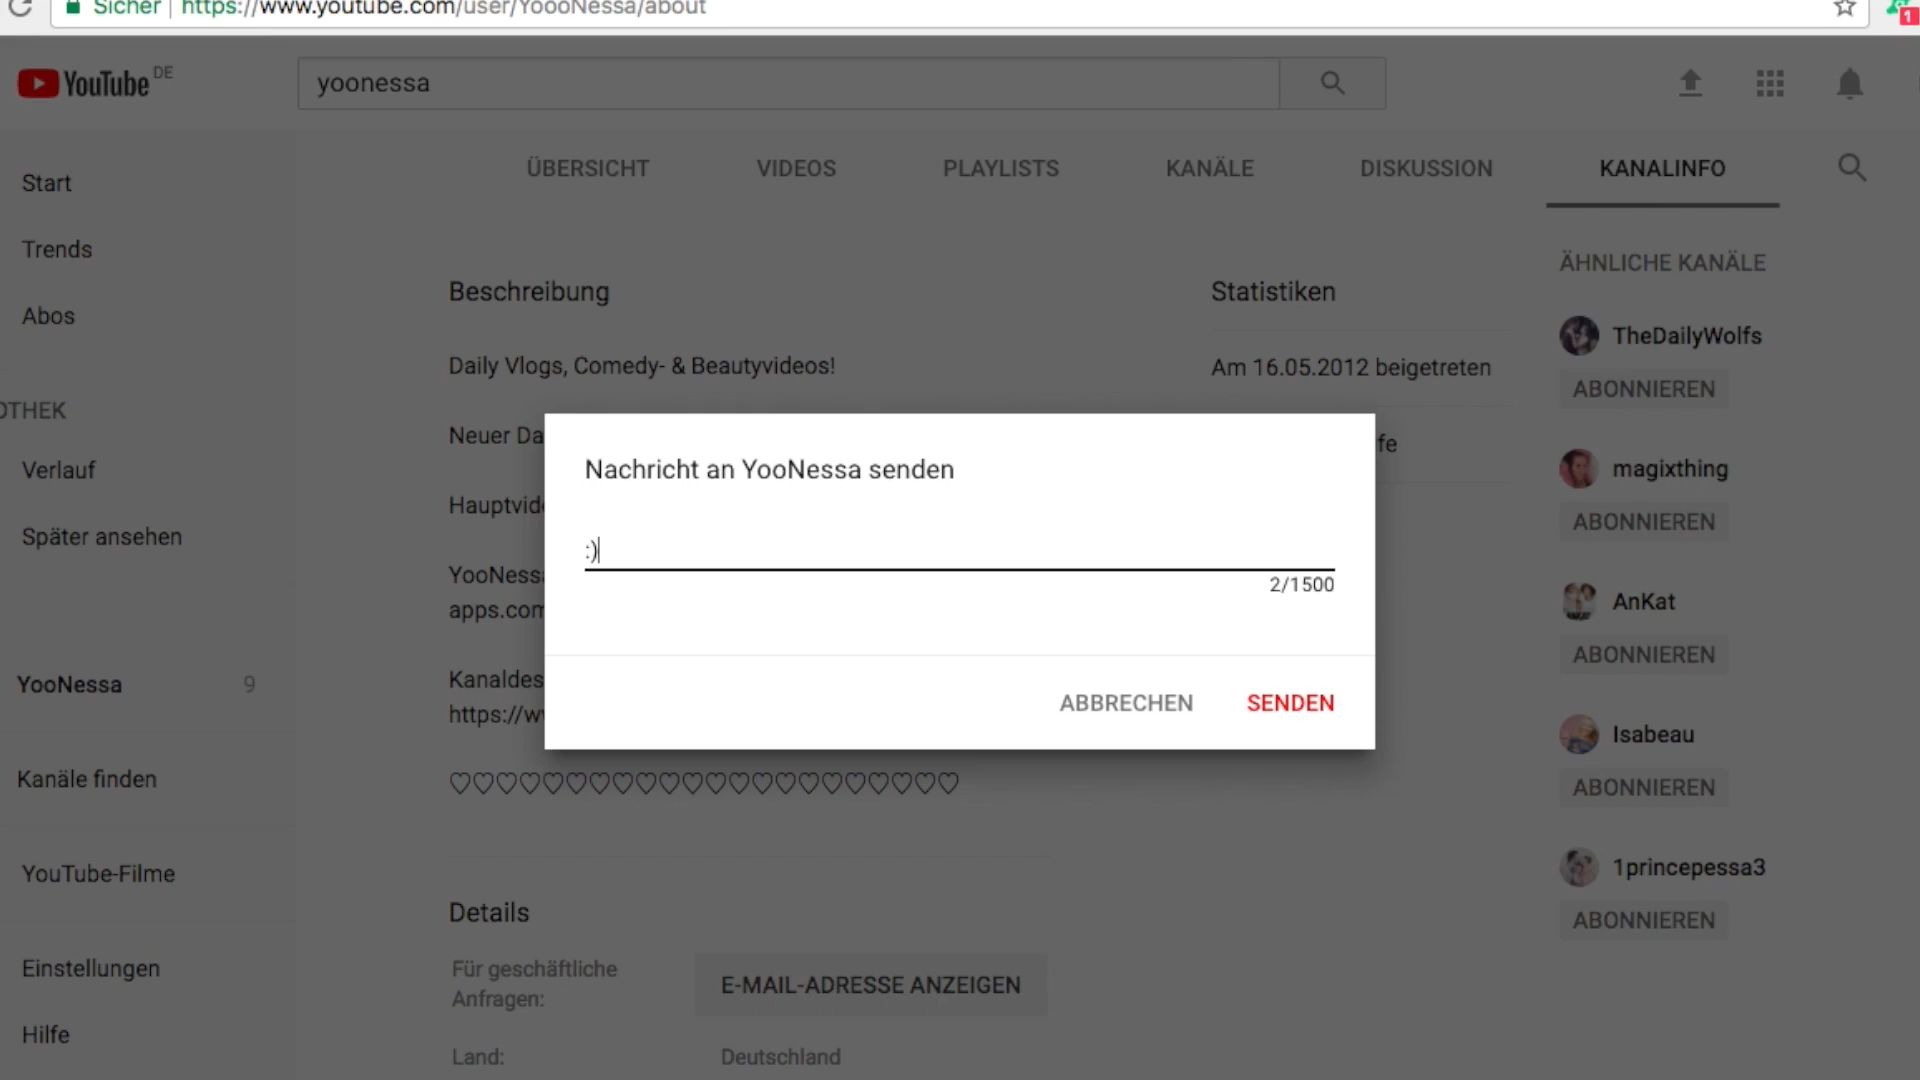 Sicher https://www.youtube.com/user/YoooNessa/about
1
YouTube DE
yoonessa
ÜBERSICHT VIDEOS PLAYLISTS KANÄLE DISKUSSION KANALINFO
Start
Trends
Abos
OTHEK
Verlauf
Später ansehen
YooNessa 9
Kanäle finden
YouTube-Filme
Einstellungen
Hilfe
Beschreibung
Daily Vlogs, Comedy- & Beautyvideos!
Neuer Da
Hauptvid
YooNess
apps.com
Kanaldes
https://w
♡♡♡♡♡♡♡♡♡♡♡♡♡♡♡♡♡♡♡♡♡♡
Details
Für geschäftliche
Anfragen:
E-MAIL-ADRESSE ANZEIGEN
Land: Deutschland
Statistiken
Am 16.05.2012 beigetreten
fe
Nachricht an YooNessa senden
:)
2/1500
ABBRECHEN SENDEN
ÄHNLICHE KANÄLE
TheDailyWolfs
ABONNIEREN
magixthing
ABONNIEREN
AnKat
ABONNIEREN
Isabeau
ABONNIEREN
1princepessa3
ABONNIEREN